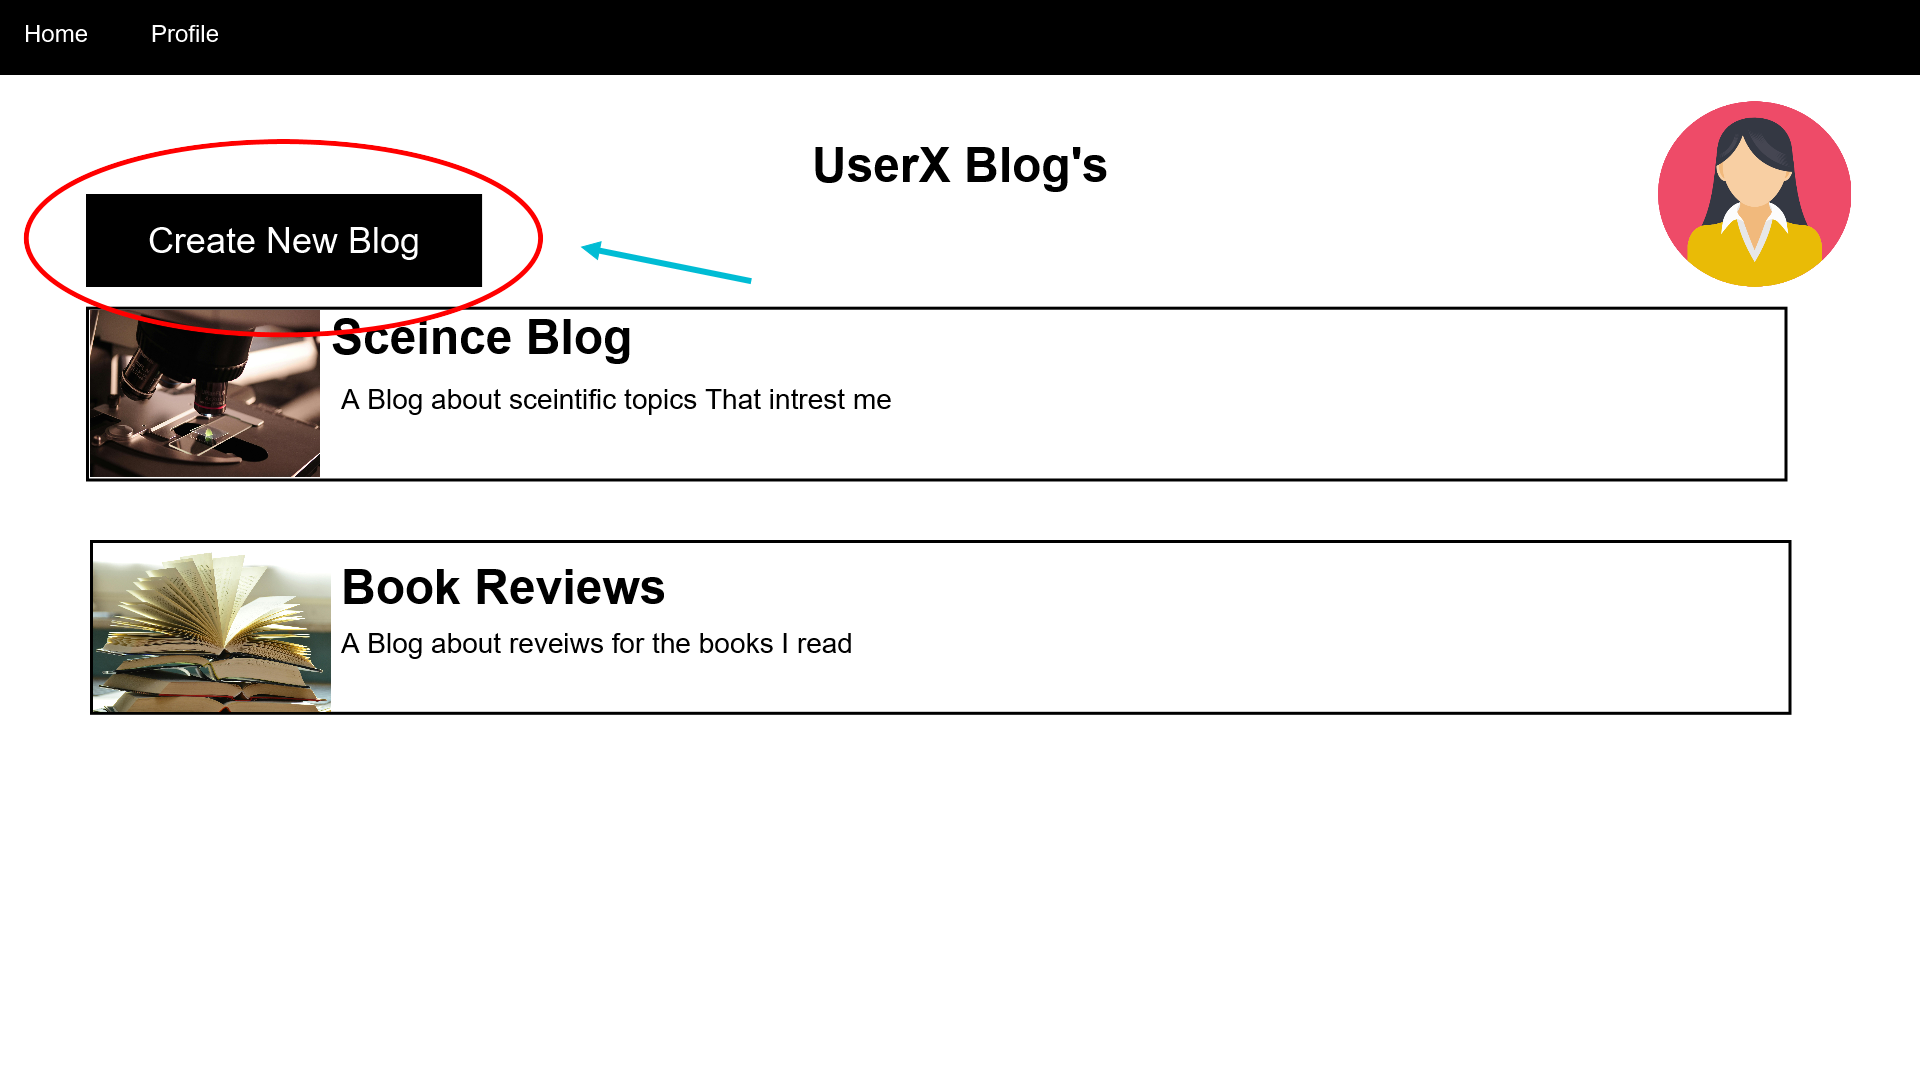 Home
Profile
UserX Blog's
Create New Blog
Sceince Blog
A Blog about sceintific topics That intrest me
Book Reviews
A Blog about reveiws for the books I read